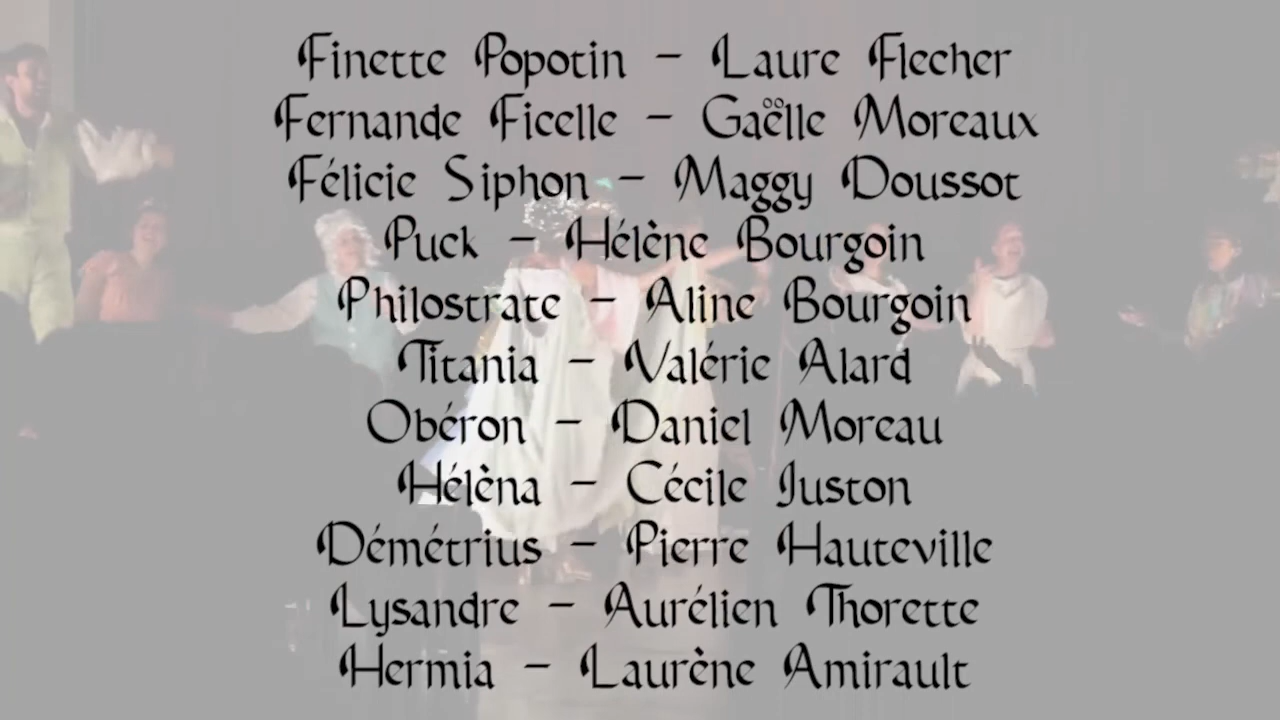 Finette Popotin – Laure Flecher
Fernande Ficelle – Gaëlle Moreaux
Félicie Siphon – Maggy Doussot
Puck – Hélène Bourgoin
Philostrate – Aline Bourgoin
Titania – Valérie Alard
Obéron – Daniel Moreau
Hélèna – Cécile Juston
Démétrius – Pierre Hauteville
Lysandre – Aurélien Thorette
Hermia – Laurène Amirault